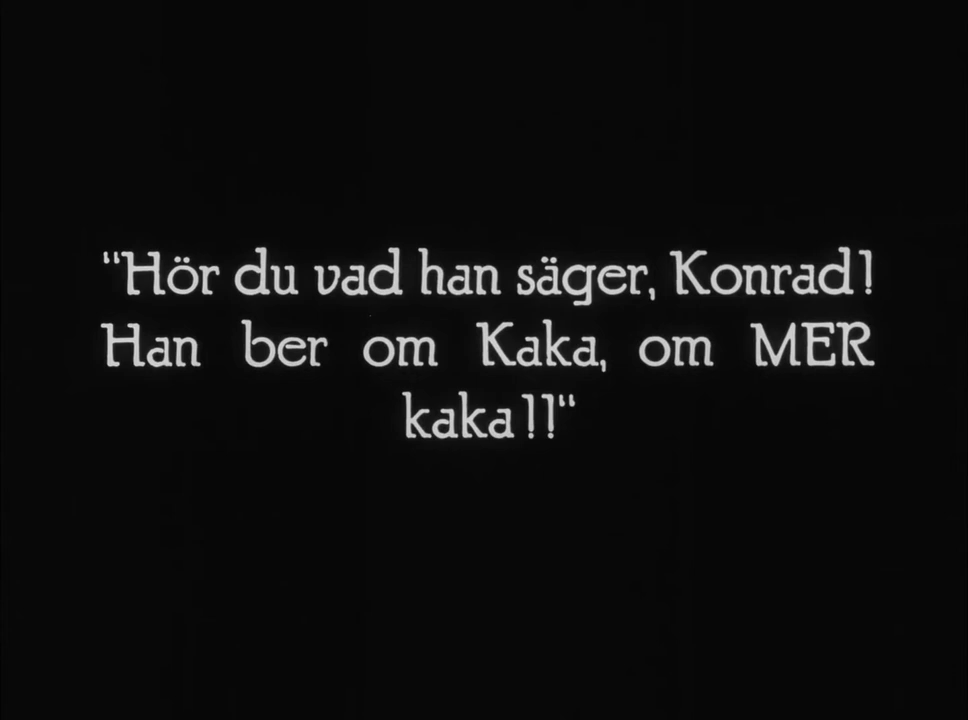 "Hör du vad han säger, Konrad!
Han ber om Kaka, om MER
kaka!!"